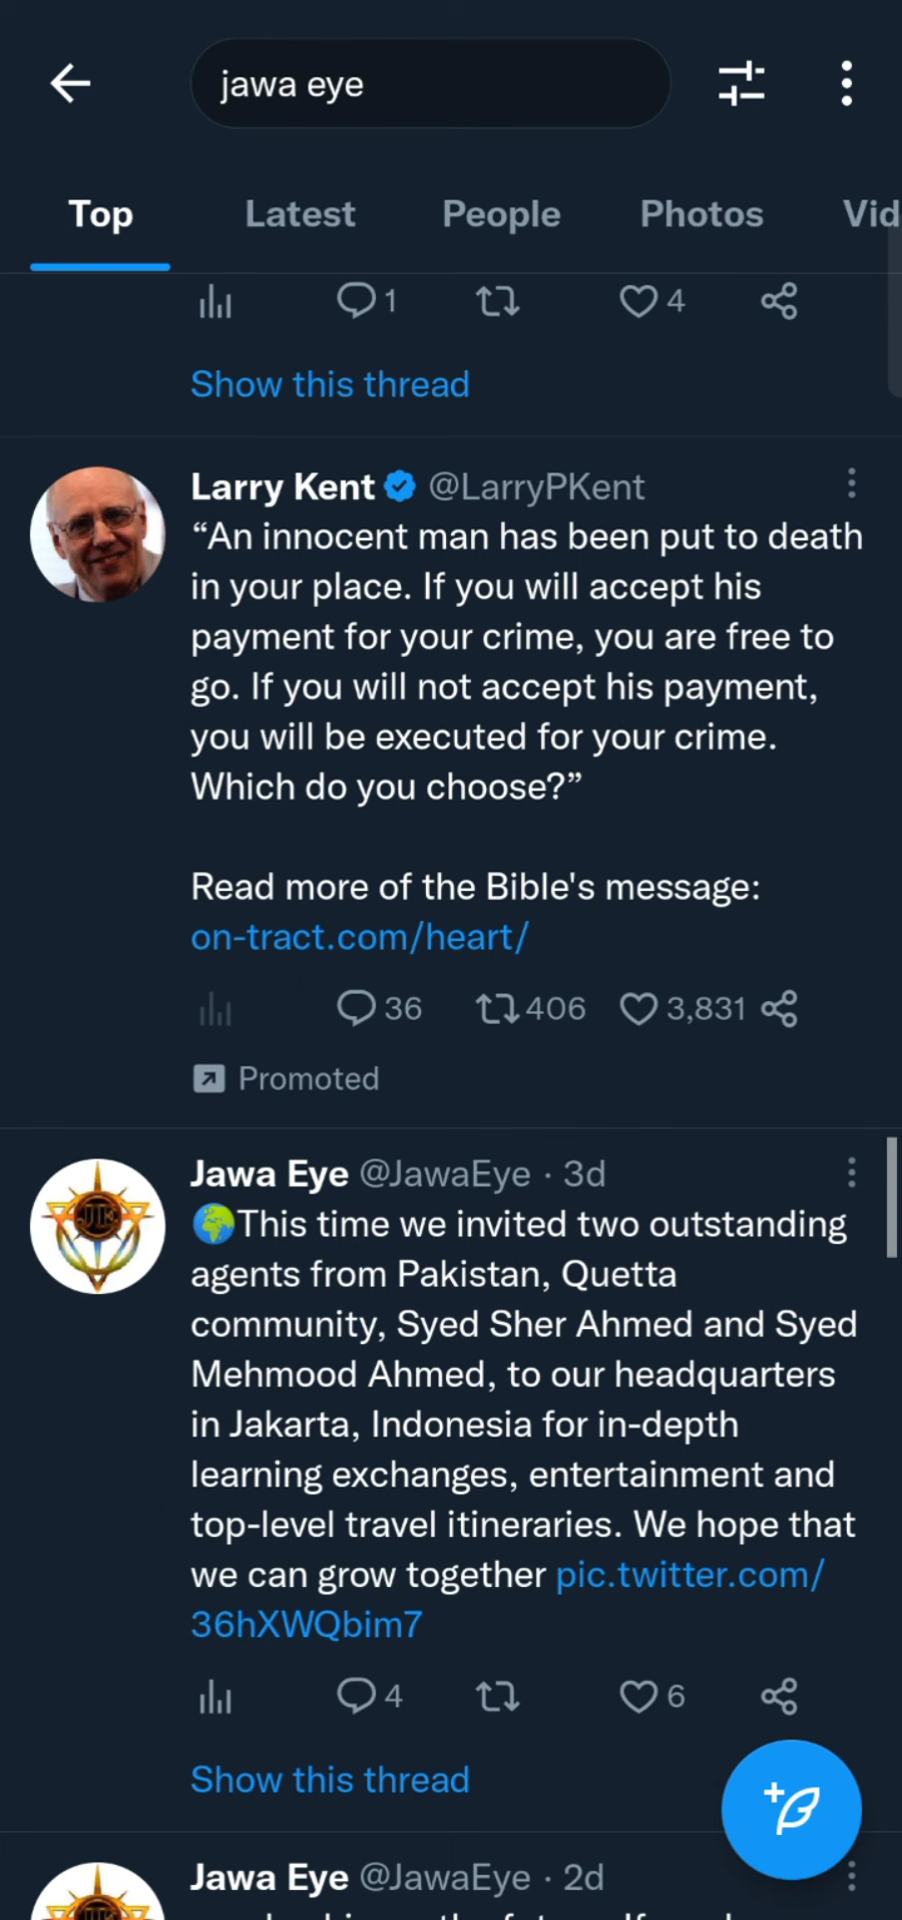 jawa eye
Top Latest People Photos Vid
1 4
Show this thread
Larry Kent @LarryPKent
“An innocent man has been put to death
in your place. If you will accept his
payment for your crime, you are free to
go. If you will not accept his payment,
you will be executed for your crime.
Which do you choose?”
Read more of the Bible's message:
on-tract.com/heart/
36 406 3,831
Promoted
Jawa Eye @JawaEye · 3d
🌍This time we invited two outstanding
agents from Pakistan, Quetta
community, Syed Sher Ahmed and Syed
Mehmood Ahmed, to our headquarters
in Jakarta, Indonesia for in-depth
learning exchanges, entertainment and
top-level travel itineraries. We hope that
we can grow together pic.twitter.com/
36hXWQbim7
4 6
Show this thread
Jawa Eye @JawaEye · 2d